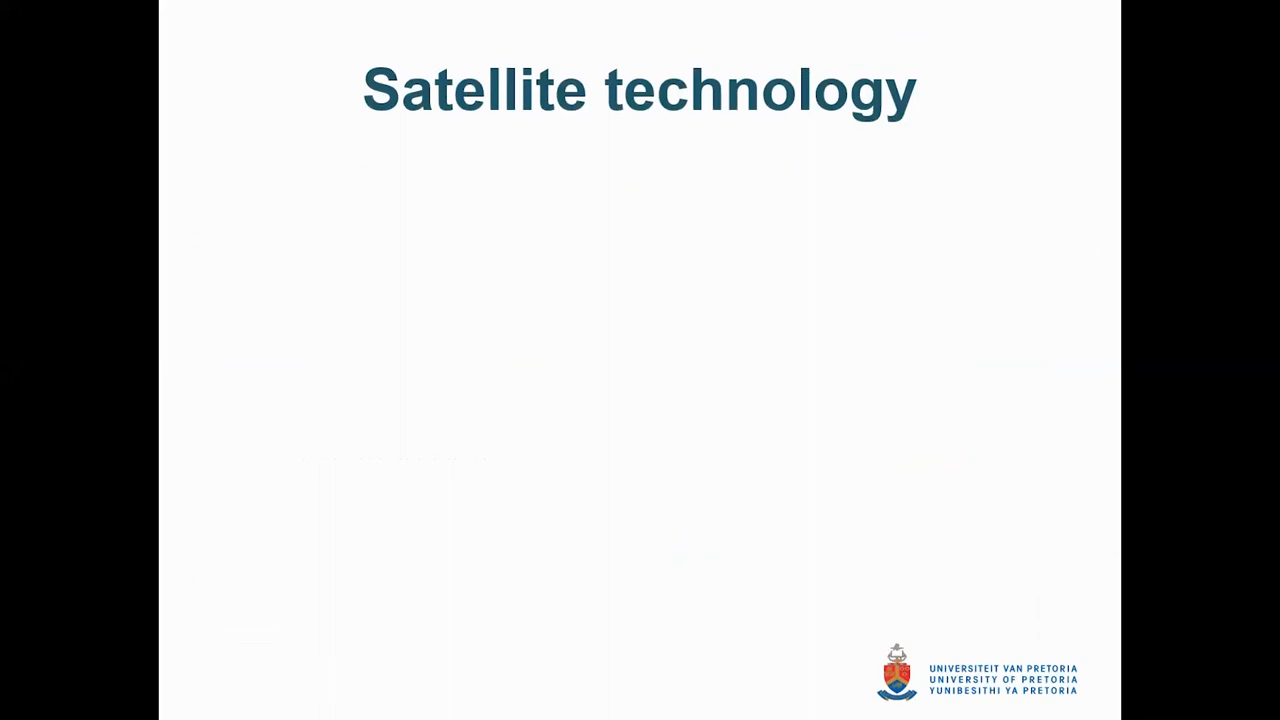 Satellite technology
UNIVERSITEIT VAN PRETORIA
UNIVERSITY OF PRETORIA
YUNIBESITHI YA PRETORIA